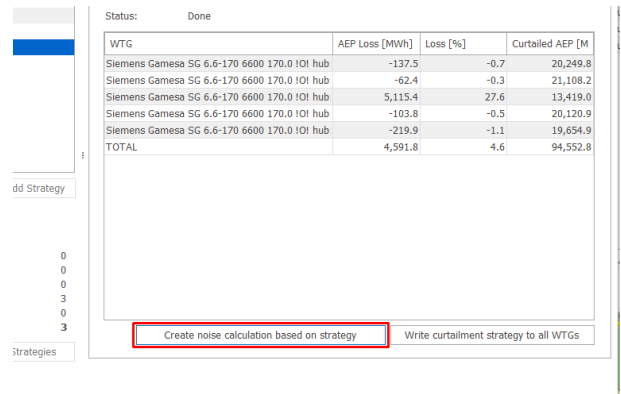 Status: Done
WTG AEP Loss [MWh] Loss [%] Curtailed AEP [M
Siemens Gamesa SG 6.6-170 6600 170.0 !O! hub: -137.5 -0.7 20,249.8
Siemens Gamesa SG 6.6-170 6600 170.0 !O! hub: -62.4 -0.3 21,108.2
Siemens Gamesa SG 6.6-170 6600 170.0 !O! hub: 5,115.4 27.6 13,419.0
Siemens Gamesa SG 6.6-170 6600 170.0 !O! hub: -103.8 -0.5 20,120.9
Siemens Gamesa SG 6.6-170 6600 170.0 !O! hub: -219.9 -1.1 19,654.9
TOTAL 4,591.8 4.6 94,552.8
dd Strategy
0
0
0
3
0
3
Create noise calculation based on strategy Write curtailment strategy to all WTGs
Strategies